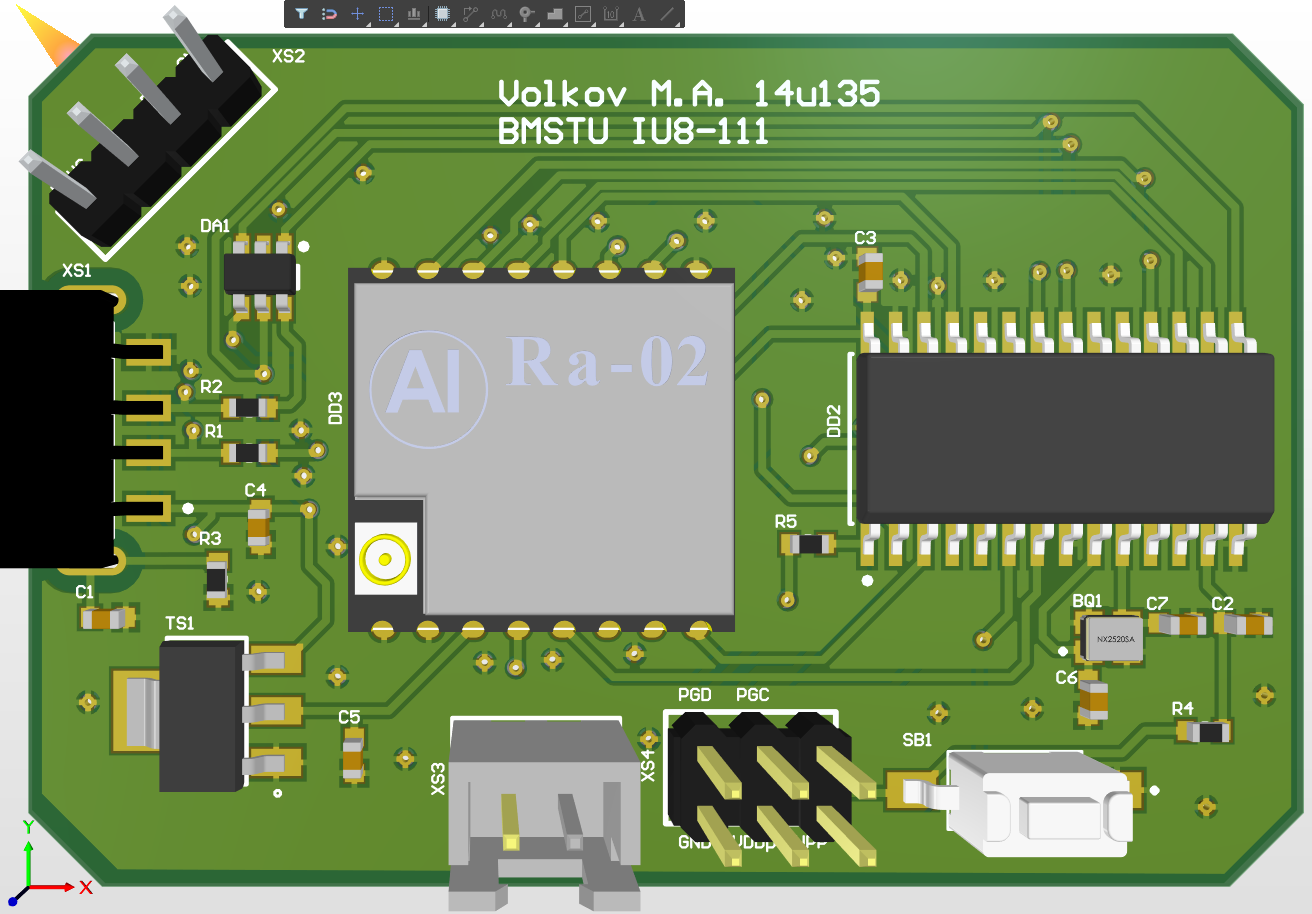 XS2
Volkov M.A. 14u135
BMSTU IU8-111
DA1
C3
XS1
AI Ra-02
R2
DD3
DD2
R1
C4
R5
R3
C1
BQ1
C7
C2
TS1
NX2520SA
C6
PGD
PGC
R4
C5
SB1
XS3
XS4
GND
A
X
Y